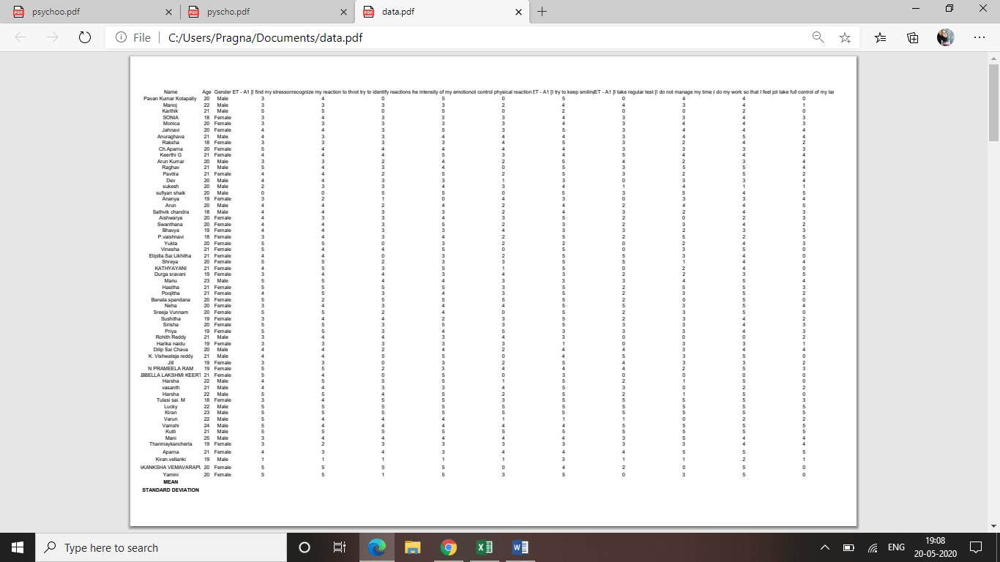 psychoo.pdf pyscho.pdf data.pdf
File C:/Users/Pragna/Documents/data.pdf
Name Age Gender ET - A1 [I find my stressor recognize my reaction to th not try to identify reactions he intensity of my emotions t control physical reaction ET - A1 [I try to keep smiling ET - A1 [I take regular test [I do not manage my time I do my work so that I feel pt take full control of my tas
Pavan Kumar Kotapally 20 Male 3 4 0 5 0 5 0 4 4 0
Manoj 22 Male 3 3 3 3 2 4 4 3 4 1
Karthik 21 Male 5 5 0 5 0 2 0 0 2 0
SONIA 18 Female 3 4 3 3 3 4 3 3 4 3
Monica 20 Female 3 3 3 3 3 4 3 4 4 3
Jahnavi 20 Female 4 4 3 5 3 5 3 4 4 4
Anuraghava 21 Male 4 3 3 4 4 4 3 4 5 4
Raksha 18 Female 3 3 3 3 4 5 3 2 4 2
Ch.Aparna 20 Female 5 4 4 4 4 4 4 3 3 3
Keerthi G 21 Female 4 4 4 5 3 4 5 4 4 4
Arun Kumar 20 Male 3 3 2 4 2 5 4 2 3 4
Raghav 21 Male 5 4 3 4 0 5 3 5 5 4
Pavitra 21 Female 4 4 2 5 2 5 3 2 5 2
Dev 20 Male 4 4 3 3 1 3 0 3 3 4
sukesh 20 Male 2 3 3 4 3 4 1 4 1 1
sufiyan shaik 20 Male 0 0 5 5 0 5 3 5 4 5
Ananya 19 Female 3 2 1 0 4 3 0 3 3 4
Arun 20 Male 4 4 2 4 2 4 2 4 4 5
Sathvik chandra 18 Male 4 4 3 3 2 4 3 2 4 3
Aishwarya 20 Female 4 3 3 4 3 5 2 0 2 3
Swanthana 20 Female 4 4 3 5 2 3 2 3 4 2
Bhavya 19 Female 4 4 3 3 4 3 3 2 3 3
P.vaishnavi 18 Female 3 4 3 4 2 5 2 5 2 5
Yukta 20 Female 5 5 0 3 2 2 0 2 4 3
Vinesha 21 Female 5 4 4 5 0 5 0 3 5 0
Elipilla.Sai Likhitha 21 Female 4 4 0 3 2 5 5 3 4 0
Shreya 20 Female 5 5 2 3 3 5 5 1 4 4
KATHYAYANI 21 Female 4 5 3 5 1 5 0 2 4 0
Durga sravani 19 Female 3 4 4 3 4 3 2 2 3 5
Manu 23 Male 5 5 4 4 3 3 3 4 5 4
Hasitha 21 Female 5 5 5 5 3 5 2 5 5 3
Poojitha 21 Female 4 5 3 4 3 5 2 3 5 2
Banala.spandana 20 Female 5 2 5 5 5 5 2 0 5 0
Neha 20 Female 3 4 3 4 4 5 5 3 5 4
Sreeja Vunnam 20 Female 5 5 2 4 0 5 2 3 5 0
Sushitha 19 Female 3 4 4 2 3 5 2 3 4 2
Sirisha 20 Female 5 5 3 5 3 5 3 3 4 3
Priya 19 Female 5 5 3 4 5 3 3 3 3 3
Rohith Reddy 21 Male 3 4 4 3 4 3 0 0 0 2
Harika naidu 19 Female 3 3 3 3 3 1 0 3 3 1
Dilip Sai Chava 20 Male 4 4 2 4 2 4 4 3 4 4
K. Vishwateja reddy 21 Male 4 4 5 5 0 4 5 3 5 0
Jill 19 Female 3 3 0 3 2 5 4 3 3 2
N PRAMEELA RAM 19 Female 5 5 2 3 4 4 4 2 5 3
ABBELLA LAKSHMI KEERT 21 Female 5 4 0 5 0 3 0 5 0 0
Harsha 22 Male 4 5 5 5 1 5 2 1 5 0
vasanth 21 Male 4 4 3 3 4 5 3 0 2 2
Harsha 22 Male 5 5 4 5 2 5 2 1 5 0
Tulasi sai. M 18 Female 3 4 5 5 3 5 5 5 5 3
Lucky 22 Male 5 5 5 5 5 5 5 5 5 5
Kiran 23 Male 5 5 5 5 5 5 5 5 5 5
Varun 22 Male 5 4 4 4 1 1 1 0 2 2
Vamshi 24 Male 5 4 4 4 4 4 5 5 5 5
Kutti 21 Male 5 5 5 5 5 5 5 5 5 5
Mani 25 Male 3 4 4 4 4 4 3 5 4 4
Thanmaykancherla 19 Female 3 2 3 3 3 3 3 3 4 4
Aparna 21 Female 4 3 4 3 4 4 4 5 5 5
Kiran.vellanki 19 Male 1 1 1 1 1 3 1 1 2 1
AKANKSHA VEMAVARAPU 20 Female 5 5 5 5 0 4 2 0 5 0
Yamini 20 Female 5 5 1 5 3 5 0 3 5 0
MEAN
STANDARD DEVIATION
Type here to search
ENG 19:08
20-05-2020